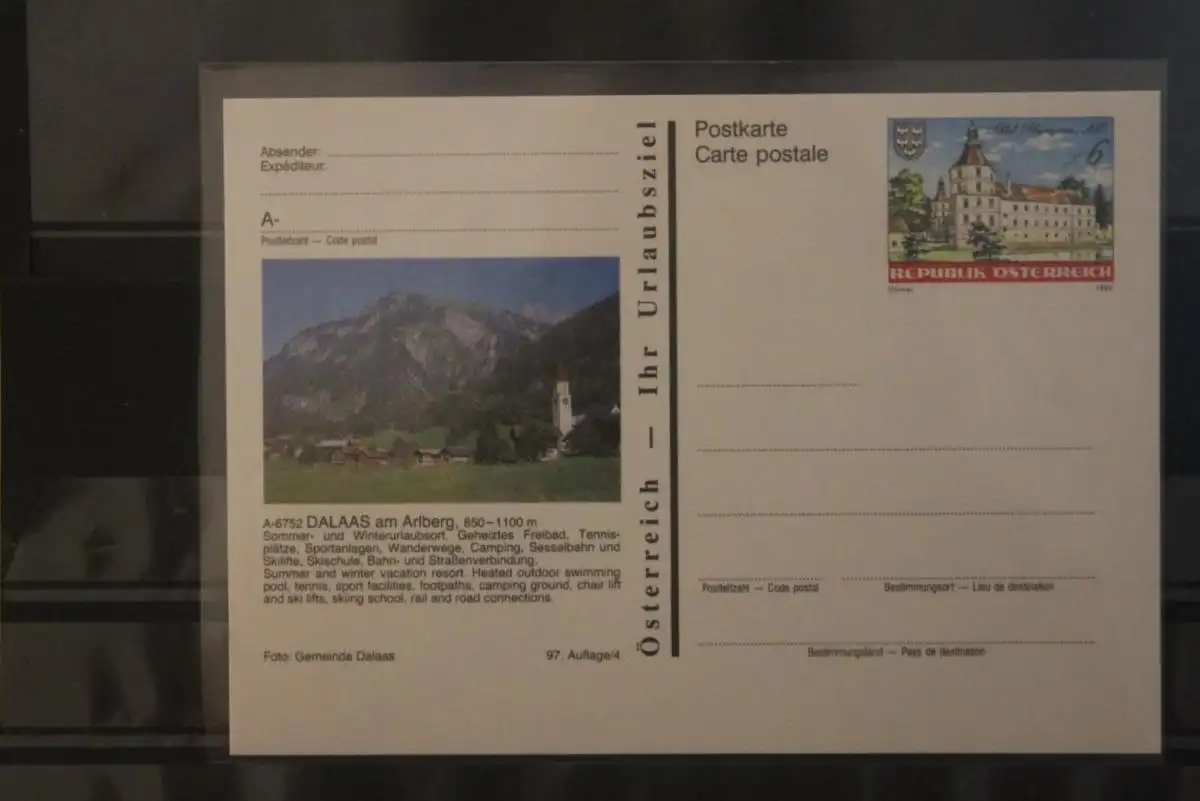 Absender:
Expéditeur:
A-
Postleitzahl — Code postal
A-6752 DALAAS am Arlberg, 850–1100 m
Sommer- und Winterurlaubsort. Geheiztes Freibad, Tennis-
plätze, Sportanlagen, Wanderwege, Camping, Sesselbahn und
Skilifte, Skischule, Bahn- und Straßenverbindung.
Summer and winter vacation resort. Heated outdoor swimming
pool, tennis, sport facilities, footpaths, camping ground, chair lift
and ski lifts, skiing school, rail and road connections.
Foto: Gemeinde Dalaas
97. Auflage/4
Österreich — Ihr Urlaubsziel
Postkarte
Carte postale
6
REPUBLIK ÖSTERREICH
Postleitzahl — Code postal
Bestimmungsort — Lieu de destination
Bestimmungsland — Pays de destination